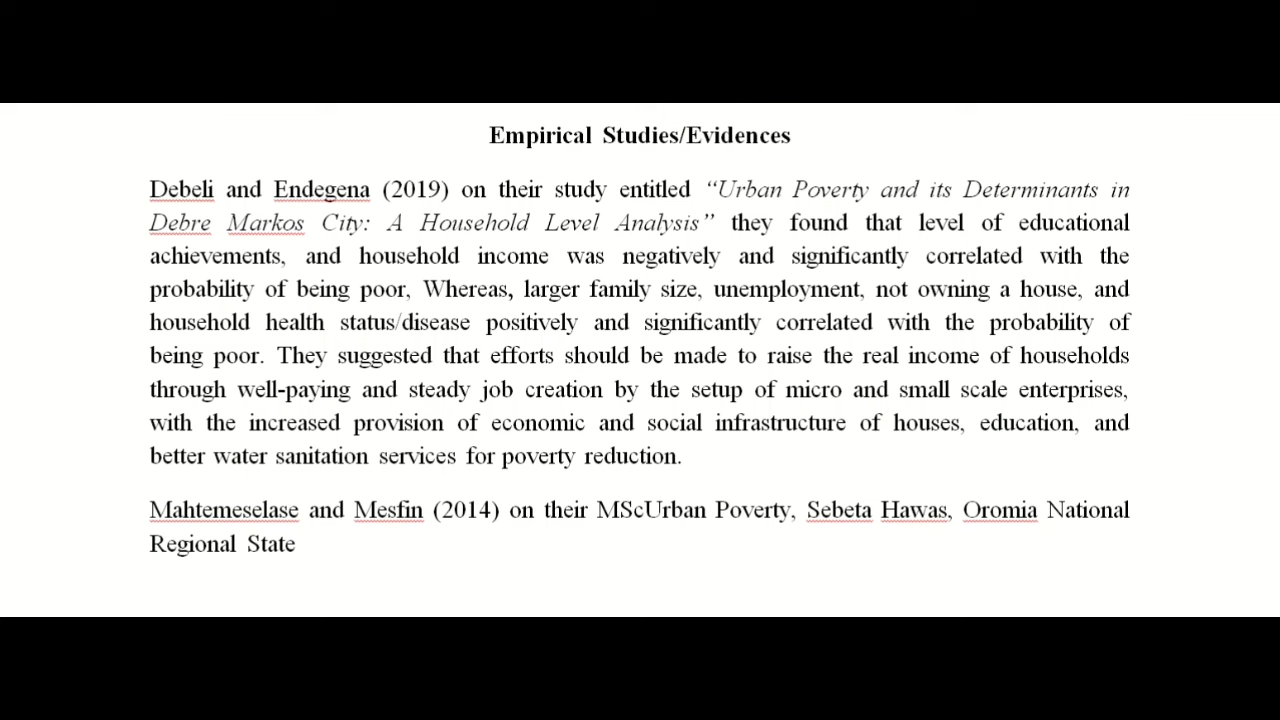 Empirical Studies/Evidences
Debeli and Endegena (2019) on their study entitled “Urban Poverty and its Determinants in
Debre Markos City: A Household Level Analysis” they found that level of educational
achievements, and household income was negatively and significantly correlated with the
probability of being poor, Whereas, larger family size, unemployment, not owning a house, and
household health status/disease positively and significantly correlated with the probability of
being poor. They suggested that efforts should be made to raise the real income of households
through well-paying and steady job creation by the setup of micro and small scale enterprises,
with the increased provision of economic and social infrastructure of houses, education, and
better water sanitation services for poverty reduction.
Mahtemeselase and Mesfin (2014) on their MScUrban Poverty, Sebeta Hawas, Oromia National
Regional State